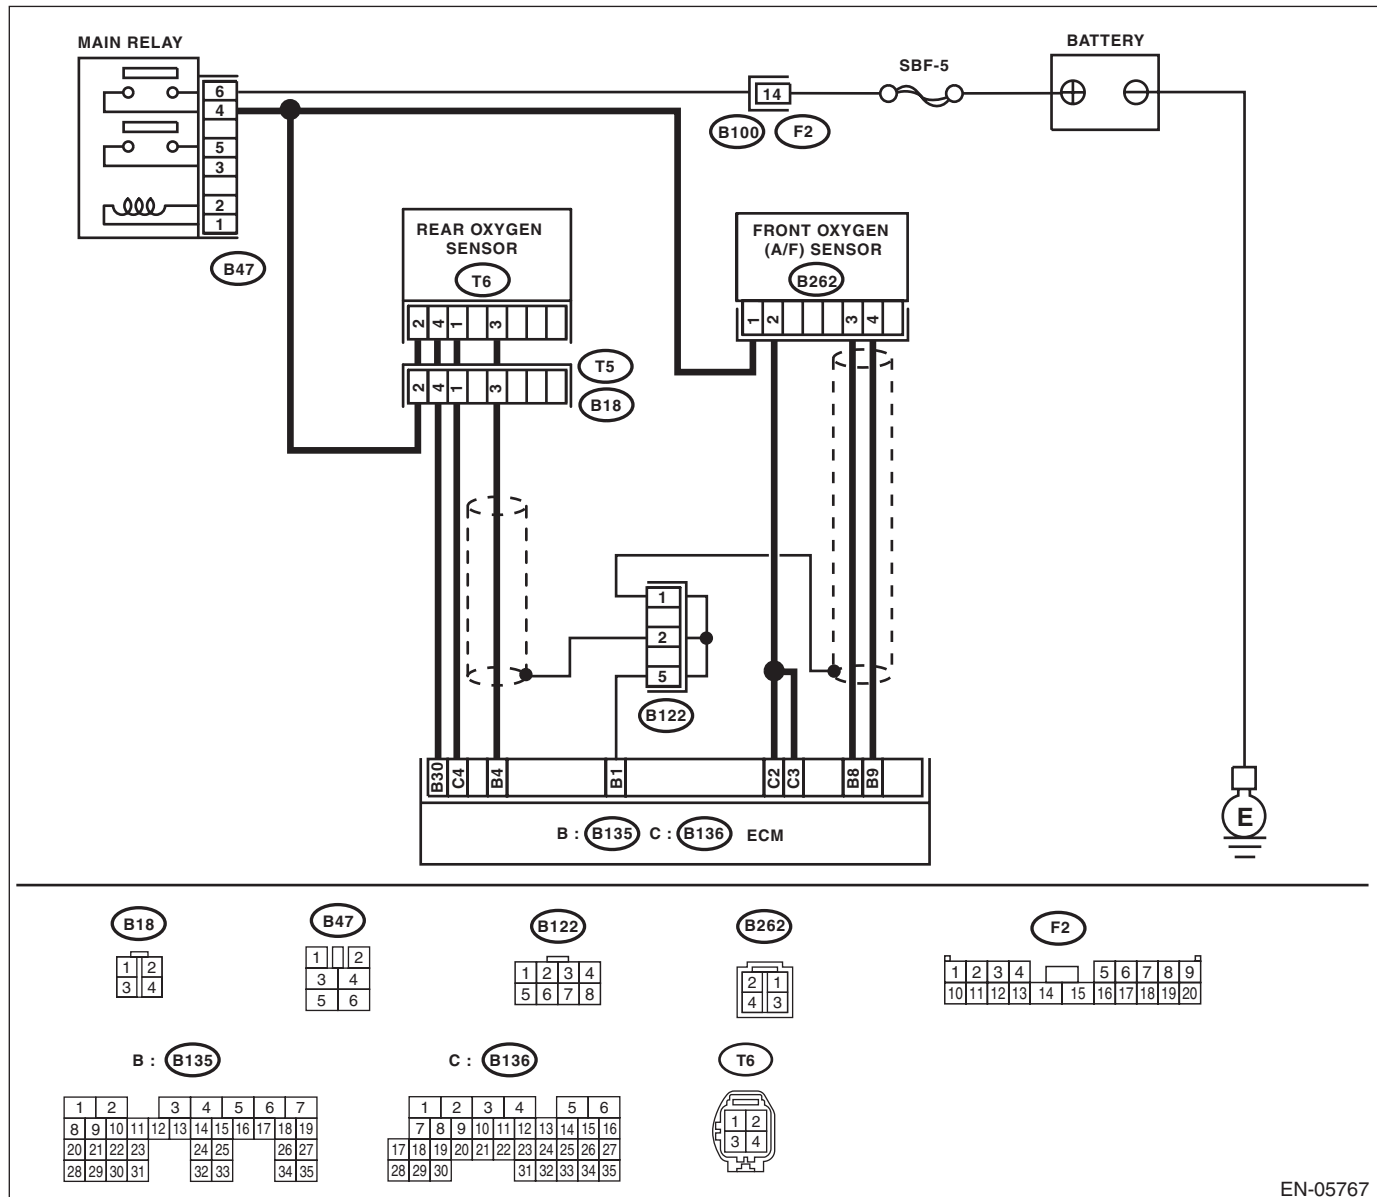 MAIN RELAY
BATTERY
SBF-5
6
4
5
3
2
1
14
B100 F2
B47
REAR OXYGEN
SENSOR
T6
2 4 1 3
FRONT OXYGEN
(A/F) SENSOR
B262
1 2 3 4
T5
2 4 1 3
B18
1
2
5
B122
B30 C4 B4 B1 C2 C3 B8 B9
B : B135 C : B136 ECM
E
B18
1 2
3 4
B47
1 2
3 4
5 6
B122
1 2 3 4
5 6 7 8
B262
2 1
4 3
F2
1 2 3 4 5 6 7 8 9
10 11 12 13 14 15 16 17 18 19 20
B : B135
1 2 3 4 5 6 7
8 9 10 11 12 13 14 15 16 17 18 19
20 21 22 23 24 25 26 27
28 29 30 31 32 33 34 35
C : B136
1 2 3 4 5 6
7 8 9 10 11 12 13 14 15 16
17 18 19 20 21 22 23 24 25 26 27
28 29 30 31 32 33 34 35
T6
1 2
3 4
EN-05767